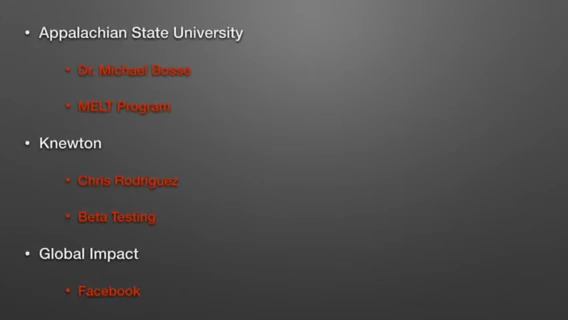 • Appalachian State University
• Dr. Michael Bosse
• MELT Program
• Knewton
• Chris Rodriguez
• Beta Testing
• Global Impact
• Facebook